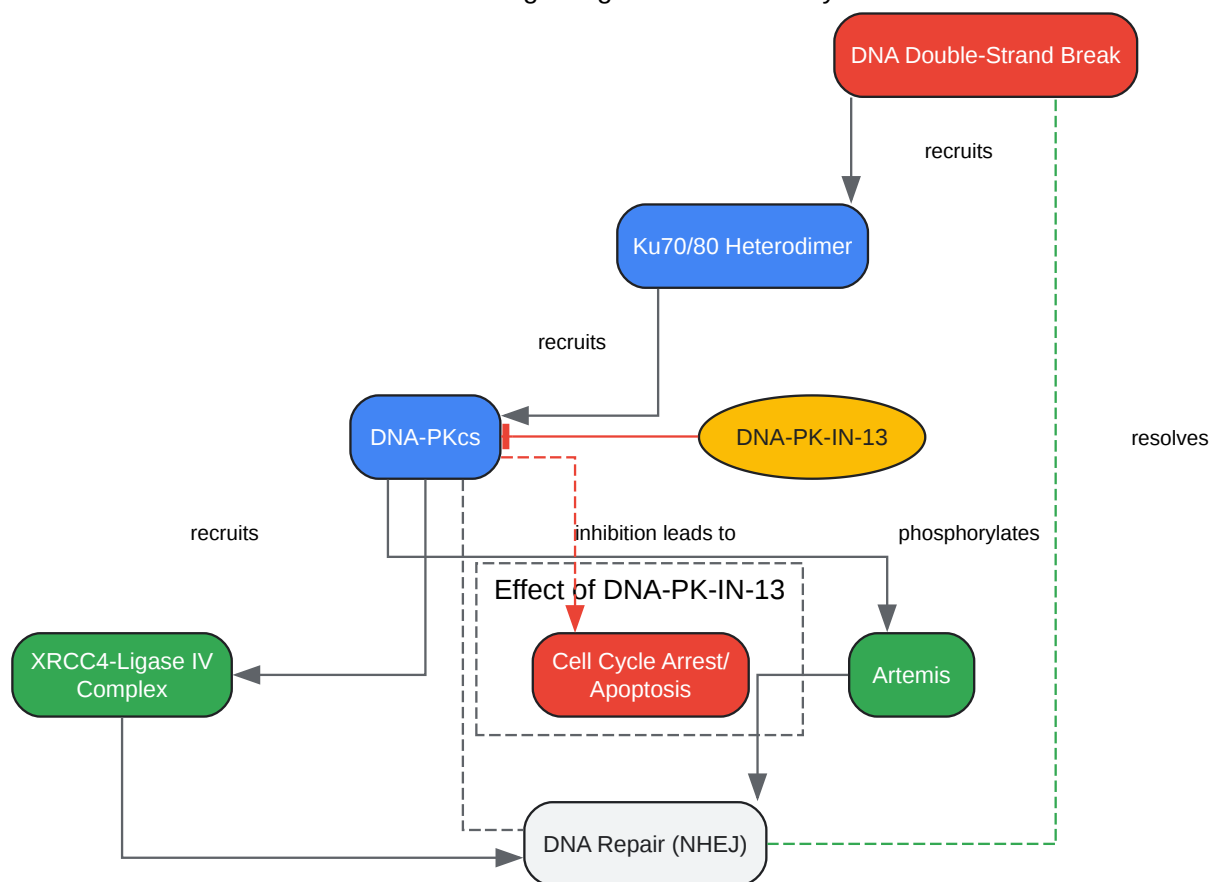 DNA Double-Strand Break
recruits
Ku70/80 Heterodimer
recruits
DNA-PKcs
DNA-PK-IN-13
resolves
recruits
inhibition leads to
phosphorylates
Effect of DNA-PK-IN-13
XRCC4-Ligase IV
Complex
Cell Cycle Arrest/
Apoptosis
Artemis
DNA Repair (NHEJ)